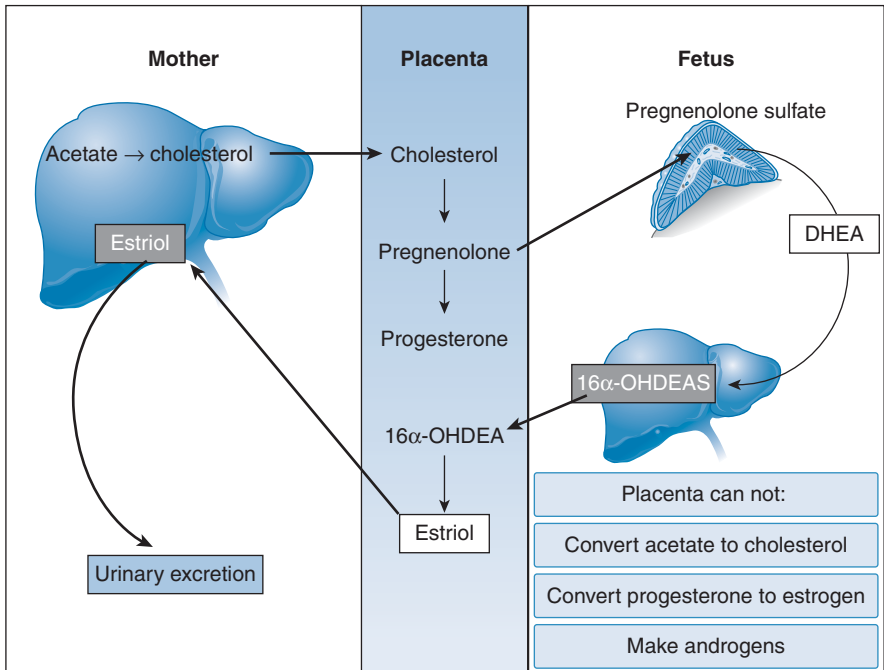 Mother
Placenta
Fetus
Pregnenolone sulfate
Acetate → cholesterol
Cholesterol
DHEA
Estriol
Pregnenolone
Progesterone
16α-OHDEAS
16α-OHDEA
Estriol
Urinary excretion
Placenta can not:
Convert acetate to cholesterol
Convert progesterone to estrogen
Make androgens